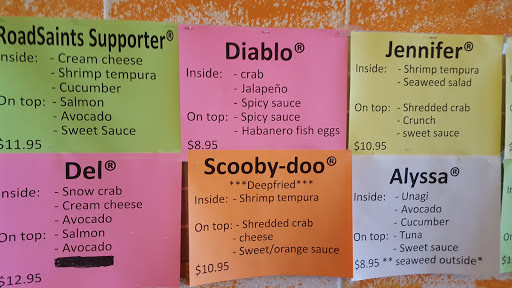 RoadSaints Supporter®
Inside: - Cream cheese
- Shrimp tempura
- Cucumber
On top: - Salmon
- Avocado
- Sweet Sauce
$11.95
Diablo®
Inside: - crab
- Jalapeño
- Spicy sauce
On top: - Spicy sauce
- Habanero fish eggs
$8.95
Jennifer®
Inside: - Shrimp tempura
- Seaweed salad
On top: - Shredded crab
- Crunch
- sweet sauce
$10.95
Del®
Inside: - Snow crab
- Cream cheese
- Avocado
On top: - Salmon
- Avocado
$12.95
Scooby-doo®
***Deepfried***
Inside: - Shrimp tempura
On top: - Shredded crab
- cheese
- Sweet/orange sauce
$10.95
Alyssa®
Inside: - Unagi
- Avocado
- Cucumber
On top: - Tuna
- Sweet sauce
$8.95 ** seaweed outside*